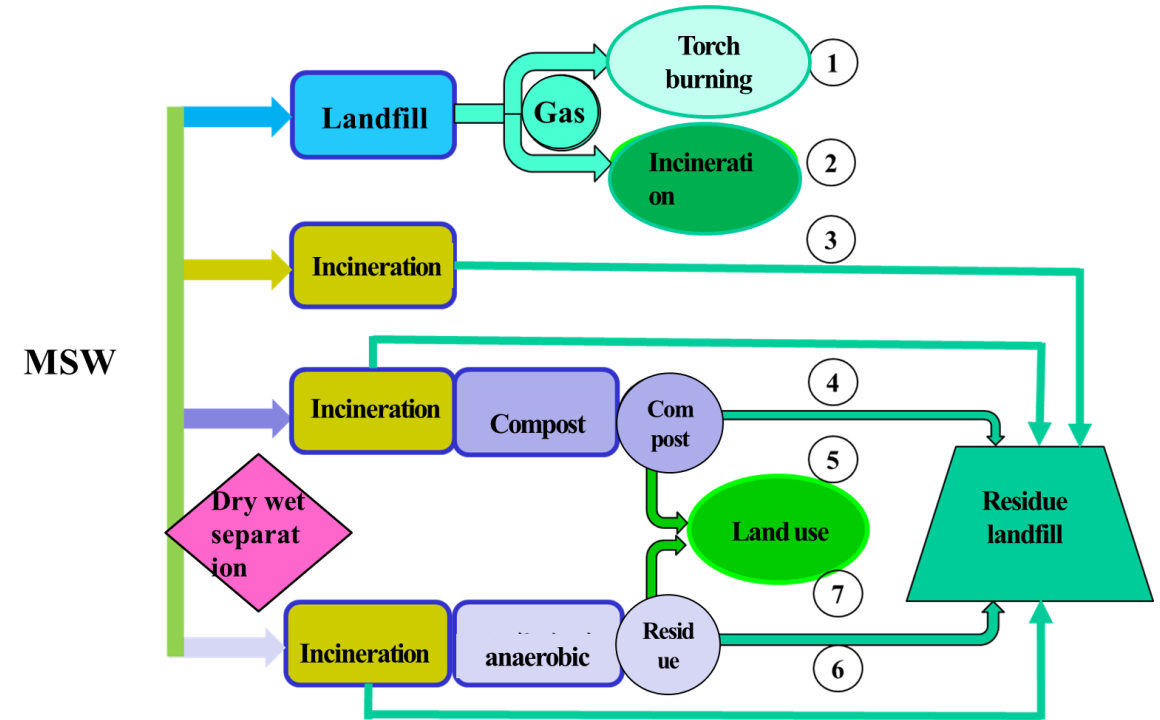 Torch
burning
1
Landfill
Gas
Incinerati
on
2
3
Incineration
MSW
Incineration
Compost
Com
post
4
5
Dry wet
separat
ion
Land use
Residue
landfill
7
Incineration
anaerobic
Resid
ue
6